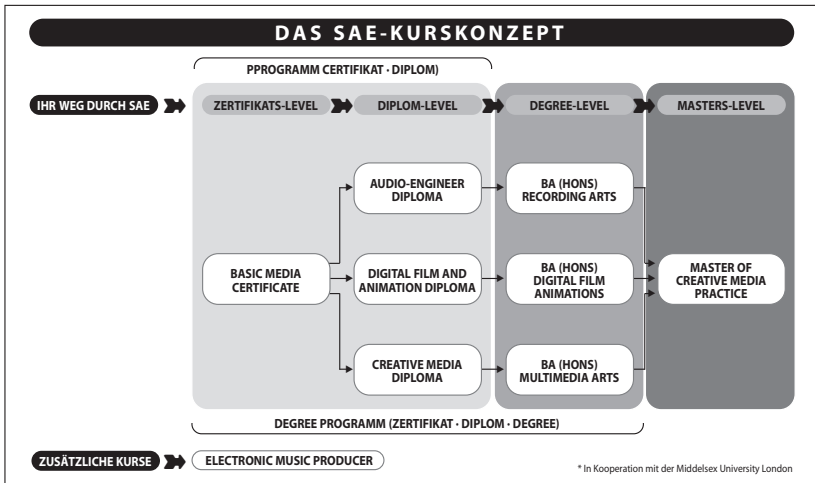 DAS SAE-KURSKONZEPT
PPROGRAMM CERTIFIKAT · DIPLOM)
IHR WEG DURCH SAE
ZERTIFIKATS-LEVEL
DIPLOM-LEVEL
DEGREE-LEVEL
MASTERS-LEVEL
AUDIO-ENGINEER
DIPLOMA
BA (HONS)
RECORDING ARTS
BASIC MEDIA
CERTIFICATE
DIGITAL FILM AND
ANIMATION DIPLOMA
BA (HONS)
DIGITAL FILM
ANIMATIONS
MASTER OF
CREATIVE MEDIA
PRACTICE
CREATIVE MEDIA
DIPLOMA
BA (HONS)
MULTIMEDIA ARTS
DEGREE PROGRAMM (ZERTIFIKAT · DIPLOM · DEGREE)
ZUSÄTZLICHE KURSE
ELECTRONIC MUSIC PRODUCER
* In Kooperation mit der Middelsex University London